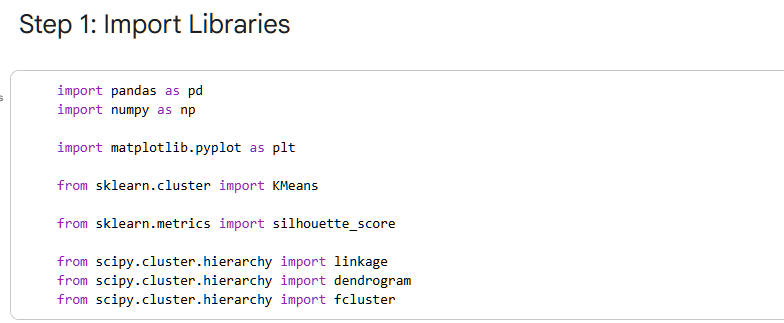 Step 1: Import Libraries
import pandas as pd
import numpy as np
import matplotlib.pyplot as plt
from sklearn.cluster import KMeans
from sklearn.metrics import silhouette_score
from scipy.cluster.hierarchy import linkage
from scipy.cluster.hierarchy import dendrogram
from scipy.cluster.hierarchy import fcluster